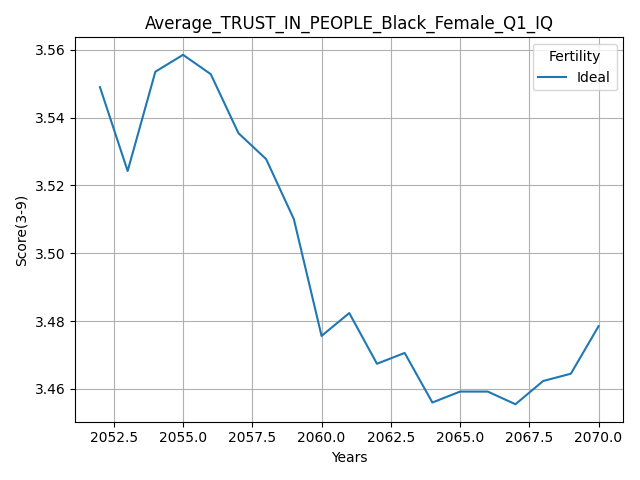 Average_TRUST_IN_PEOPLE_Black_Female_Q1_IQ
Fertility
Ideal
Score(3-9)
3.56
3.54
3.52
3.50
3.48
3.46
2052.5 2055.0 2057.5 2060.0 2062.5 2065.0 2067.5 2070.0
Years